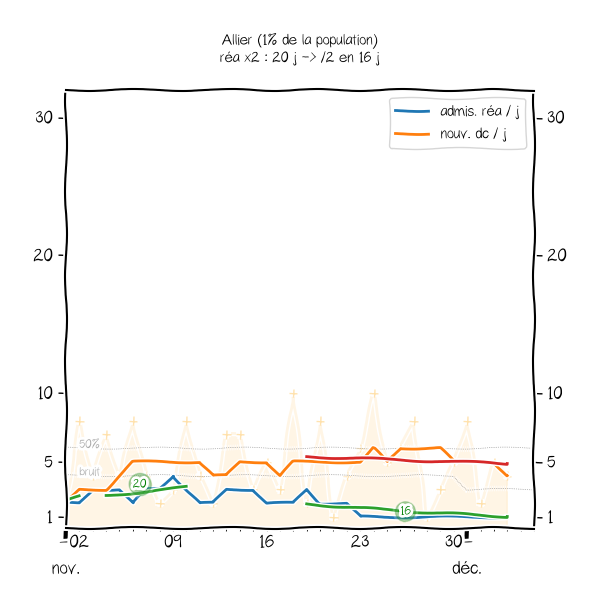 Allier (1% de la population)
réa x2 : 20 j -> /2 en 16 j
admis. réa / j
nouv. dc / j
30 30
20 20
10 10
50%
5 5
bruit
20
16
1 1
02 09 16 23 30
nov. déc.